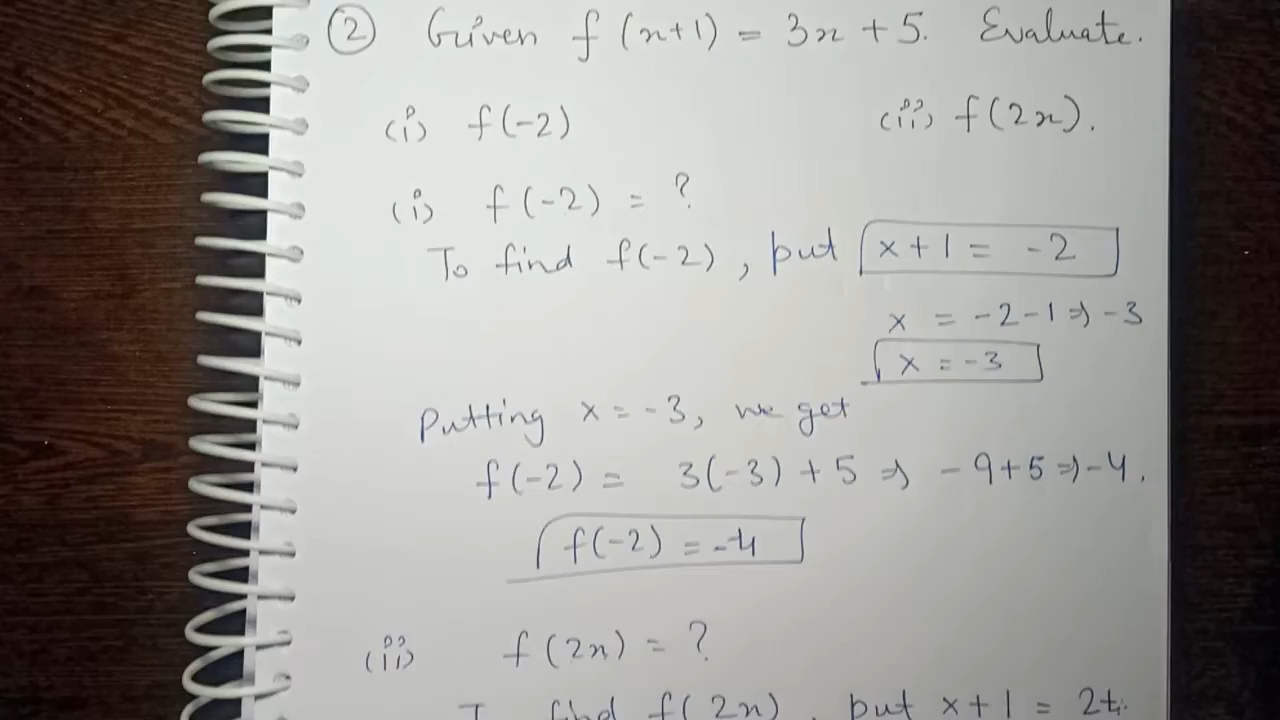 ② Given f(x+1) = 3x + 5. Evaluate.
(i) f(-2) (ii) f(2x).
(i) f(-2) = ?
To find f(-2), put x+1 = -2
x = -2-1 ⇒ -3
x = -3
Putting x = -3, we get
f(-2) = 3(-3) + 5 ⇒ -9+5 ⇒ -4.
f(-2) = -4
(ii) f(2x) = ?
find f(2x), put x+1 = 2t